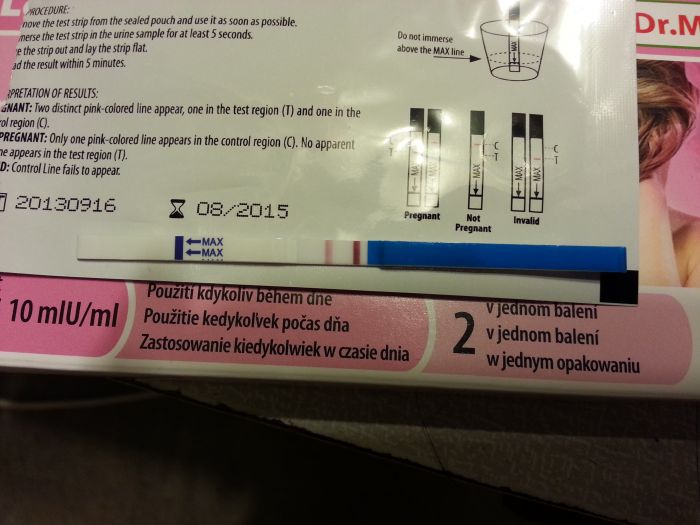 PROCEDURE:
move the test strip from the sealed pouch and use it as soon as possible.
merse the test strip in the urine sample for at least 5 seconds.
e the strip out and lay the strip flat.
ad the result within 5 minutes.
RPRETATION OF RESULTS:
GNANT: Two distinct pink-colored line appear, one in the test region (T) and one in the
rol region (C).
PREGNANT: Only one pink-colored line appears in the control region (C). No apparent
ne appears in the test region (T).
D: Control Line fails to appear.
20130916
08/2015
Do not immerse
above the MAX line
MAX
C
T
MAX
MAX
C
T
MAX
MAX
C
T
Pregnant
Not
Pregnant
Invalid
MAX
MAX
Dr.M
10 mIU/ml
Použití kdykoliv během dne
Použitie kedykoľvek počas dňa
Zastosowanie kiedykolwiek w czasie dnia
2
v jednom balení
v jednom balení
w jednym opakowaniu